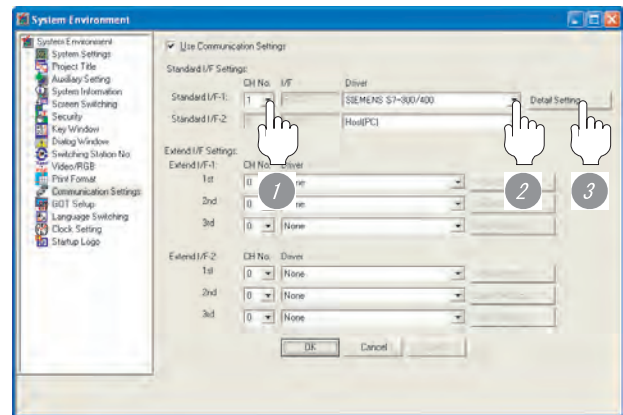 System Environment
System Environment
System Settings
Project Title
Auxiliary Setting
System Information
Screen Switching
Security
Key Window
Dialog Window
Switching Station No.
Video/RGB
Print Format
Communication Settings
GOT Setup
Language Switching
Clock Setting
Startup Logo
Use Communication Settings
Standard I/F Settings:
CH No. I/F Driver
Standard I/F-1: 1 SIEMENS S7-300/400 Detail Setting...
Standard I/F-2 Host(PC)
1 2 3
Extend I/F Settings:
Extend I/F-1: CH No. Driver
1st 0
2nd 0 None
3rd 0 None
Extend I/F-2: CH No. Driver
1st 0 None
2nd 0 None
3rd 0 None
OK Cancel